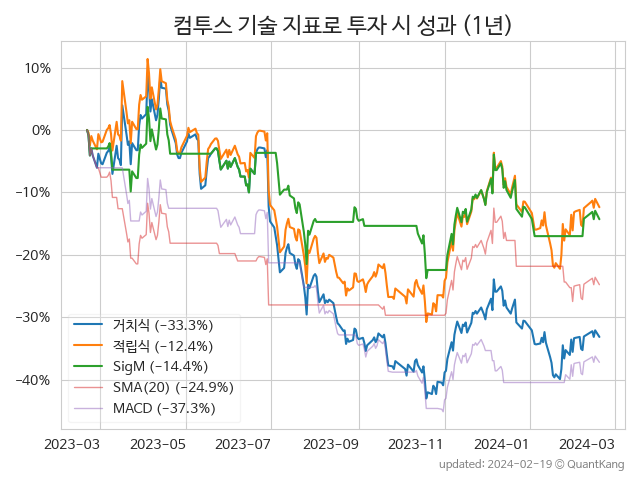 컴투스 기술 지표로 투자 시 성과 (1년)
10%
0%
−10%
−20%
−30%
−40%
거치식 (−33.3%)
적립식 (−12.4%)
SigM (−14.4%)
SMA(20) (−24.9%)
MACD (−37.3%)
2023-03 2023-05 2023-07 2023-09 2023-11 2024-01 2024-03
updated: 2024-02-19 © QuantKang